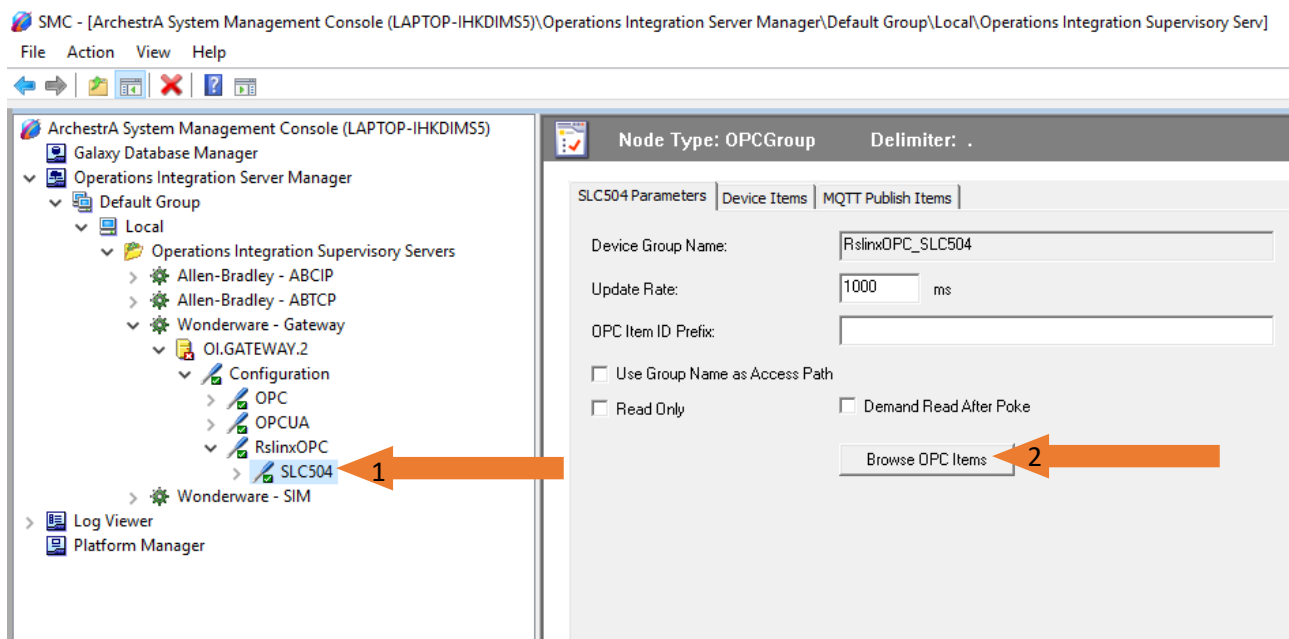 SMC - [ArchestrA System Management Console (LAPTOP-IHKDIMS5)\Operations Integration Server Manager\Default Group\Local\Operations Integration Supervisory Serv]
File Action View Help
ArchestrA System Management Console (LAPTOP-IHKDIMS5)
Galaxy Database Manager
Operations Integration Server Manager
Default Group
Local
Operations Integration Supervisory Servers
Allen-Bradley - ABCIP
Allen-Bradley - ABTCP
Wonderware - Gateway
OI.GATEWAY.2
Configuration
OPC
OPCUA
RslinxOPC
SLC504
1
Wonderware - SIM
Log Viewer
Platform Manager
Node Type: OPCGroup Delimiter: .
SLC504 Parameters Device Items MQTT Publish Items
Device Group Name: RslinxOPC_SLC504
Update Rate: 1000 ms
OPC Item ID Prefix:
Use Group Name as Access Path
Read Only Demand Read After Poke
Browse OPC Items 2